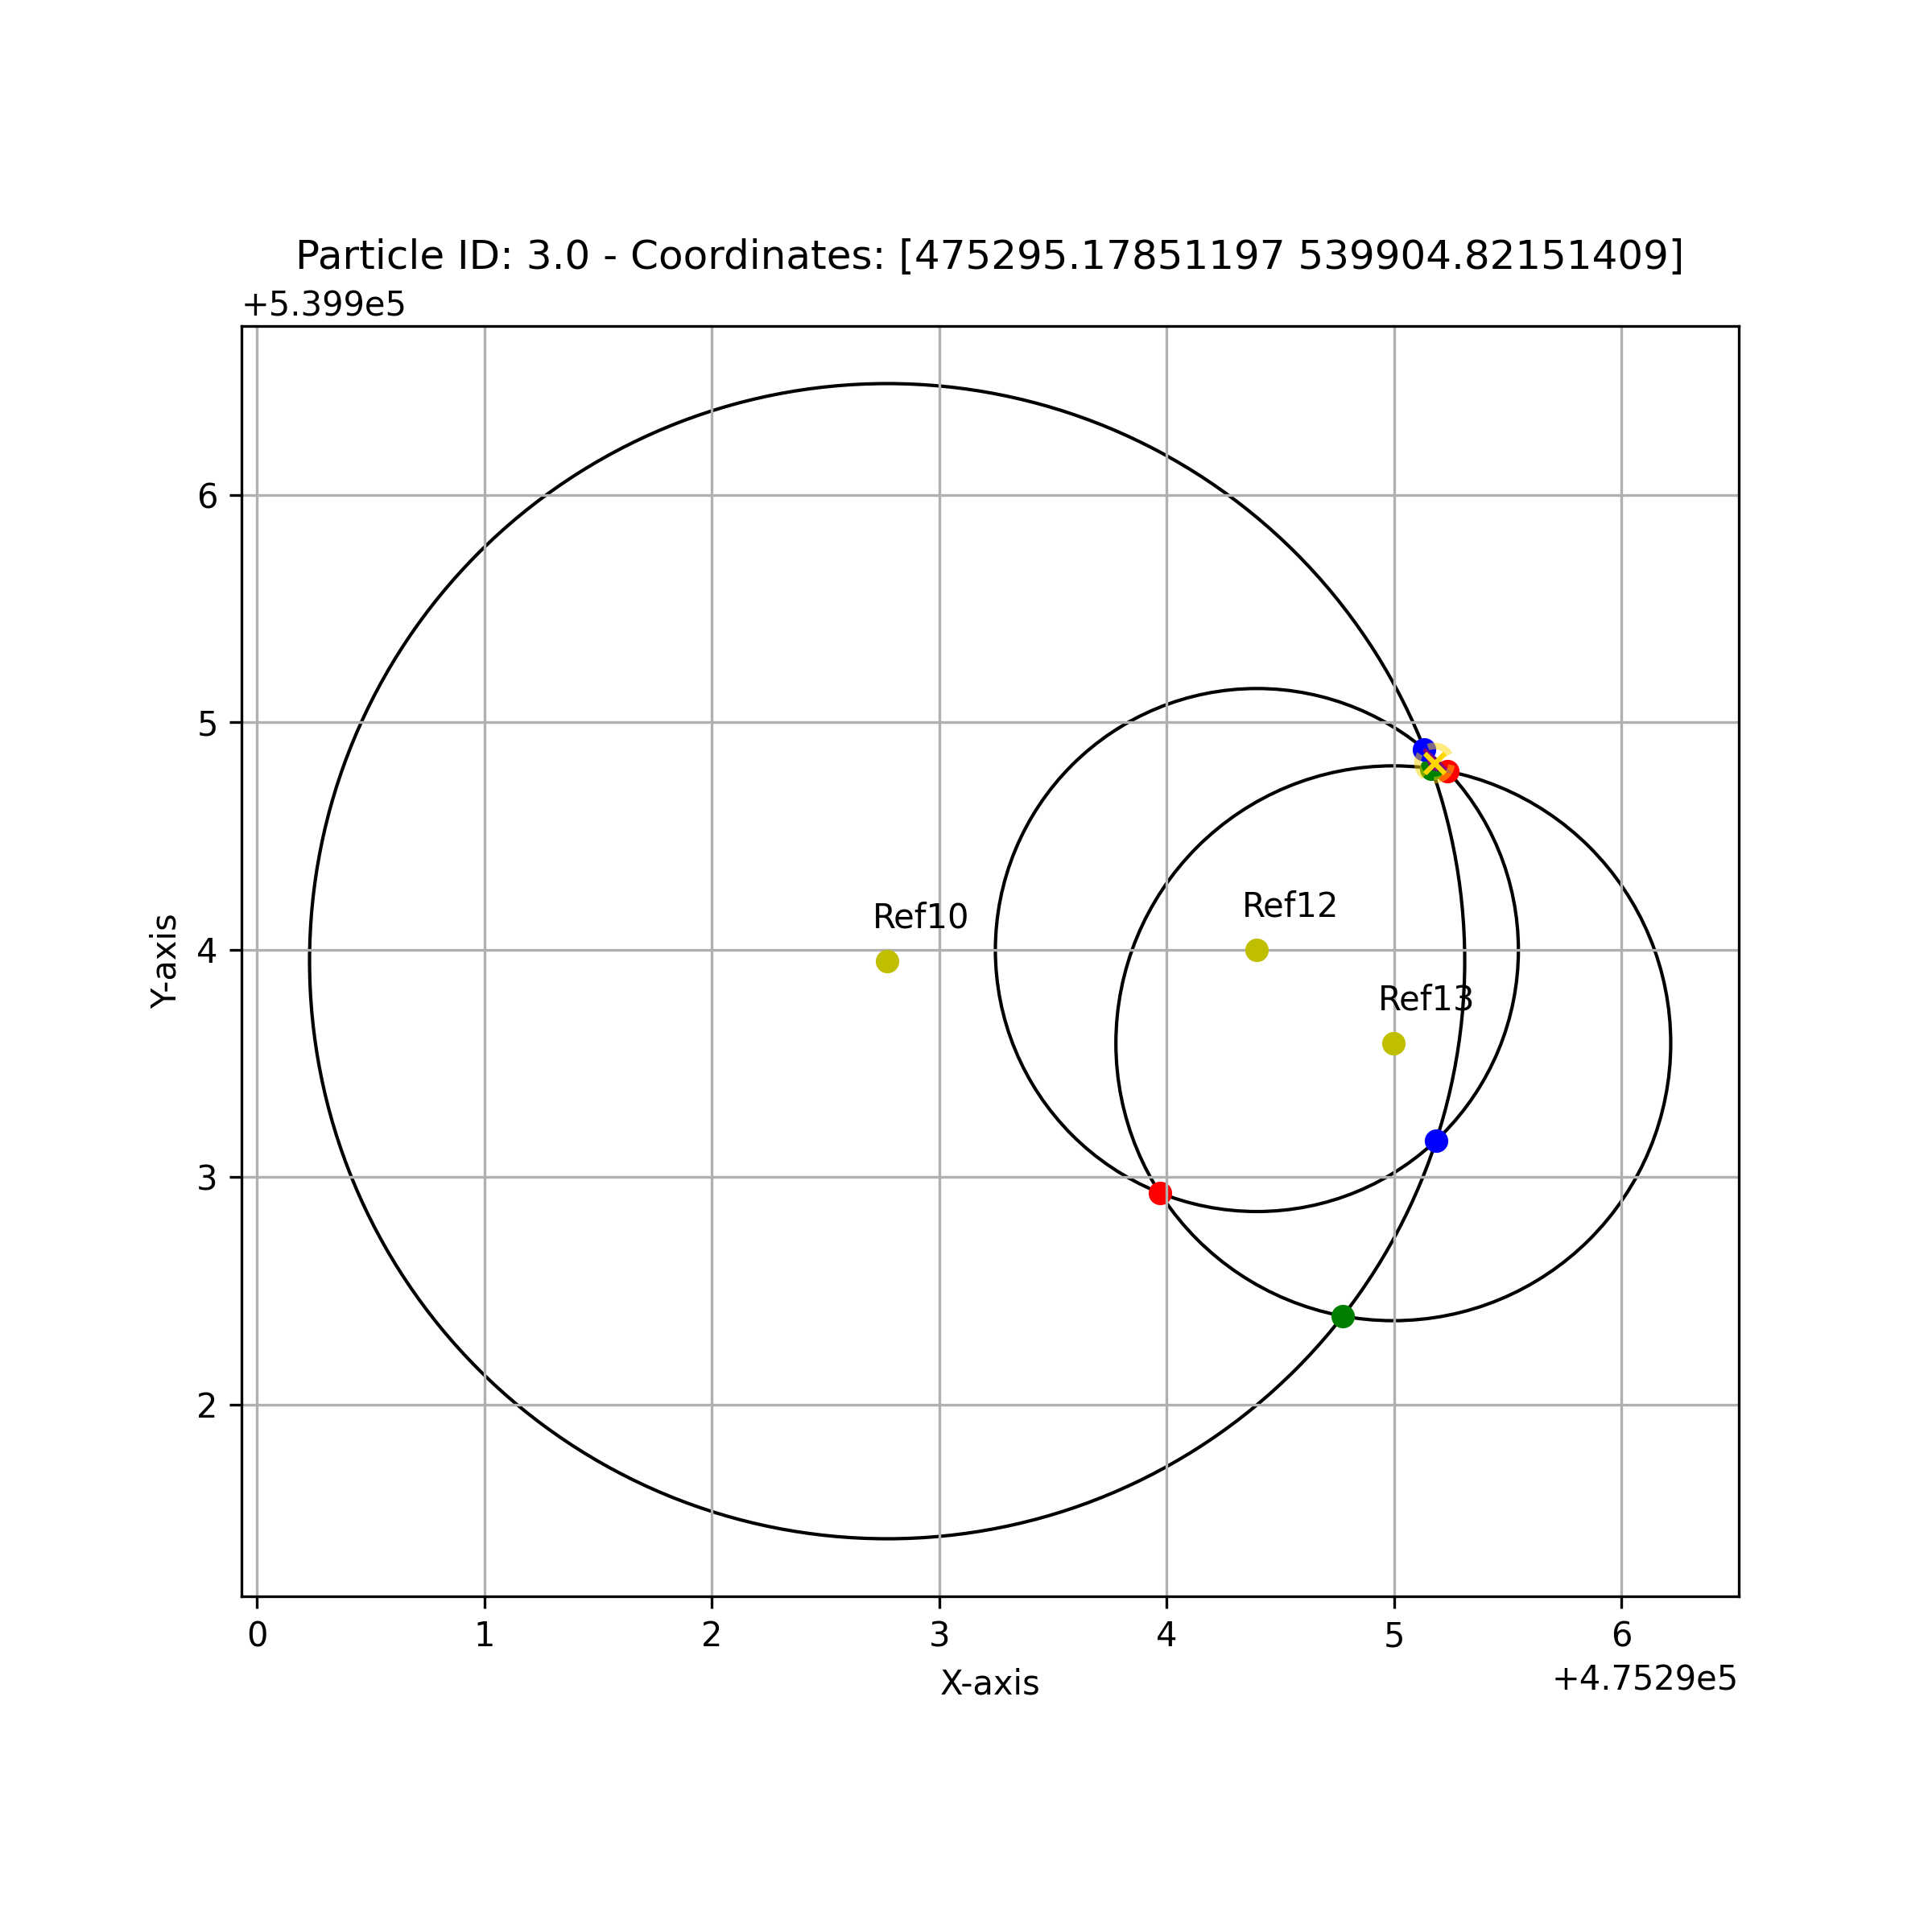 Particle ID: 3.0 - Coordinates: [475295.17851197 539904.82151409]
+5.399e5
6
5
Ref12
Ref10
4
Y-axis
Ref13
3
2
0 1 2 3 4 5 6
X-axis
+4.7529e5